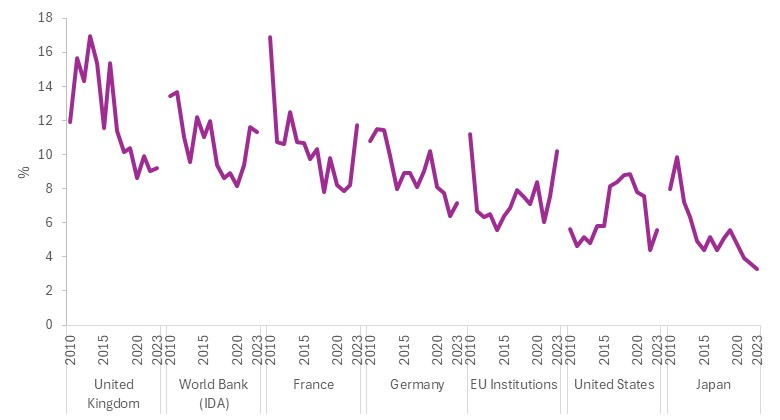 18
16
14
12
10
8
6
4
2
0
%
2010 2015 2020 2023 2010 2015 2020 2023 2010 2015 2020 2023 2010 2015 2020 2023 2010 2015 2020 2023 2010 2015 2020 2023 2010 2015 2020 2023
United Kingdom
World Bank (IDA)
France
Germany
EU Institutions
United States
Japan